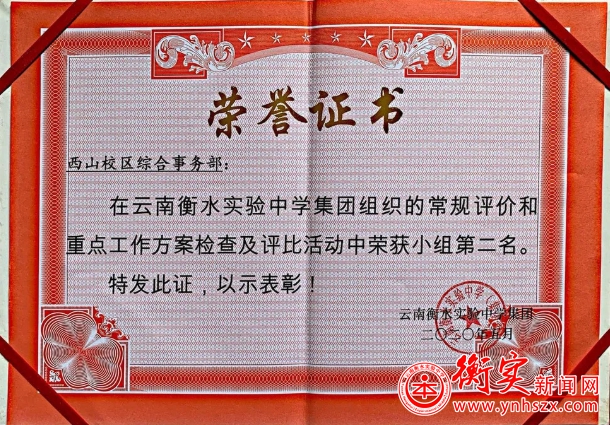 荣誉证书
西山校区综合事务部：
在云南衡水实验中学集团组织的常规评价和
重点工作方案检查及评比活动中荣获小组第二名。
特发此证，以示表彰！
云南衡水实验中学集团
二〇二〇年五月
衡实新闻网
www.ynhszx.com